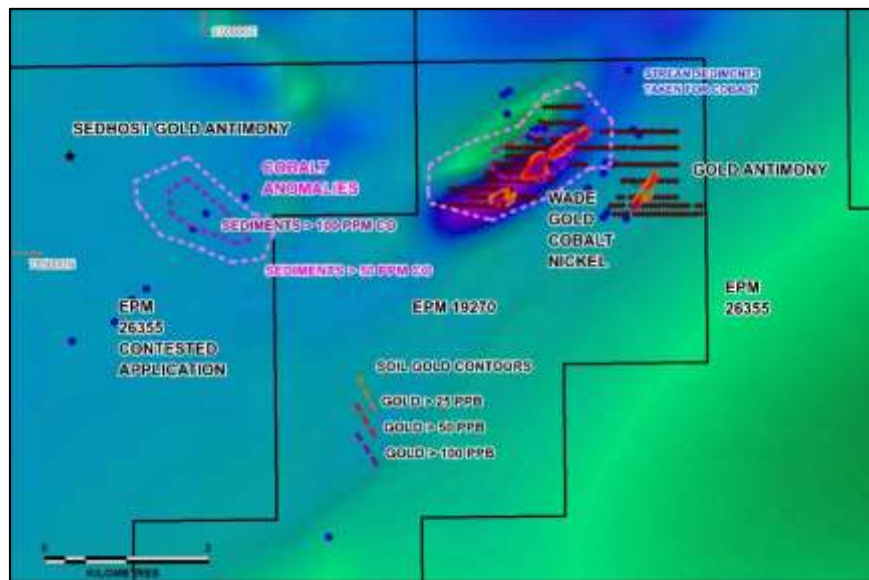 STREAM SEDIMENTS
TAKEN FOR COBALT
SEDHOST GOLD ANTIMONY
COBALT
ANOMALIES
GOLD ANTIMONY
WADE
GOLD
COBALT
NICKEL
SEDIMENTS > 100 PPM CO
SEDIMENTS > 50 PPM CO
EPM
26355
CONTESTED
APPLICATION
EPM 19270
EPM
26355
SOIL GOLD CONTOURS
GOLD > 25 PPB
GOLD > 50 PPB
GOLD > 100 PPB
KILOMETRES